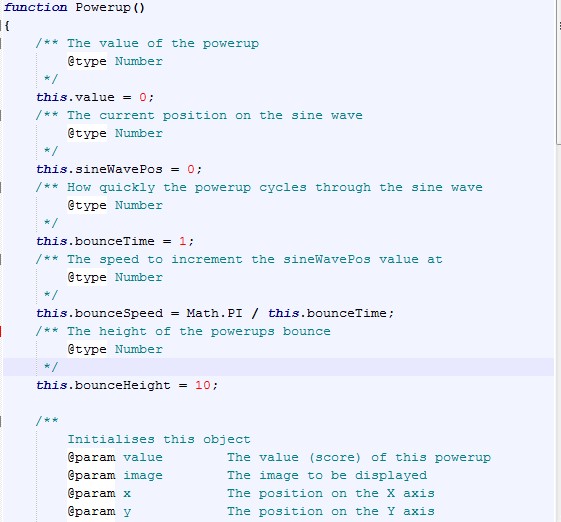 function Powerup()
{
/** The value of the powerup
@type Number
*/
this.value = 0;
/** The current position on the sine wave
@type Number
*/
this.sineWavePos = 0;
/** How quickly the powerup cycles through the sine wave
@type Number
*/
this.bounceTime = 1;
/** The speed to increment the sineWavePos value at
@type Number
*/
this.bounceSpeed = Math.PI / this.bounceTime;
/** The height of the powerups bounce
@type Number
*/
this.bounceHeight = 10;
/**
Initialises this object
@param value The value (score) of this powerup
@param image The image to be displayed
@param x The position on the X axis
@param y The position on the Y axis